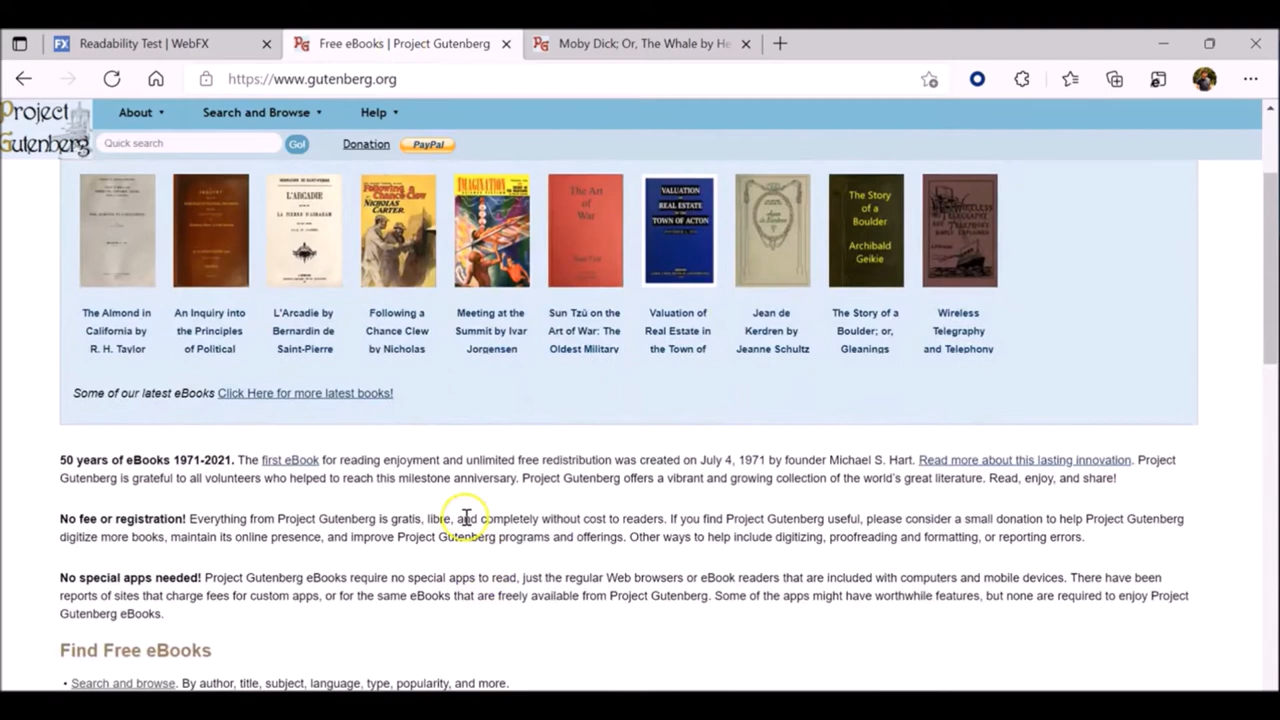 Readability Test | WebFX
Free eBooks | Project Gutenberg
Moby Dick; Or, The Whale by He
https://www.gutenberg.org
Project
Gutenberg
About
Search and Browse
Help
Quick search
Go!
Donation
PayPal
L'ARCADIE
LA PIERRE D'ABRAHAM
Following
A Chance Clew
NICHOLAS
CARTER
IMAGINATION
The Art
of
War
VALUATION
REAL ESTATE
TOWN OF ACTON
The Story
of a
Boulder
Archibald
Geikie
WIRELESS
The Almond in
California by
R. H. Taylor
An Inquiry into
the Principles
of Political
L'Arcadie by
Bernardin de
Saint-Pierre
Following a
Chance Clew
by Nicholas
Meeting at the
Summit by Ivar
Jorgensen
Sun Tzŭ on the
Art of War: The
Oldest Military
Valuation of
Real Estate in
the Town of
Jean de
Kerdren by
Jeanne Schultz
The Story of a
Boulder; or,
Gleanings
Wireless
Telegraphy
and Telephony
Some of our latest eBooks Click Here for more latest books!
50 years of eBooks 1971-2021. The first eBook for reading enjoyment and unlimited free redistribution was created on July 4, 1971 by founder Michael S. Hart. Read more about this lasting innovation. Project
Gutenberg is grateful to all volunteers who helped to reach this milestone anniversary. Project Gutenberg offers a vibrant and growing collection of the world's great literature. Read, enjoy, and share!
No fee or registration! Everything from Project Gutenberg is gratis, libre, and completely without cost to readers. If you find Project Gutenberg useful, please consider a small donation to help Project Gutenberg
digitize more books, maintain its online presence, and improve Project Gutenberg programs and offerings. Other ways to help include digitizing, proofreading and formatting, or reporting errors.
No special apps needed! Project Gutenberg eBooks require no special apps to read, just the regular Web browsers or eBook readers that are included with computers and mobile devices. There have been
reports of sites that charge fees for custom apps, or for the same eBooks that are freely available from Project Gutenberg. Some of the apps might have worthwhile features, but none are required to enjoy Project
Gutenberg eBooks.
Find Free eBooks
• Search and browse. By author, title, subject, language, type, popularity, and more.